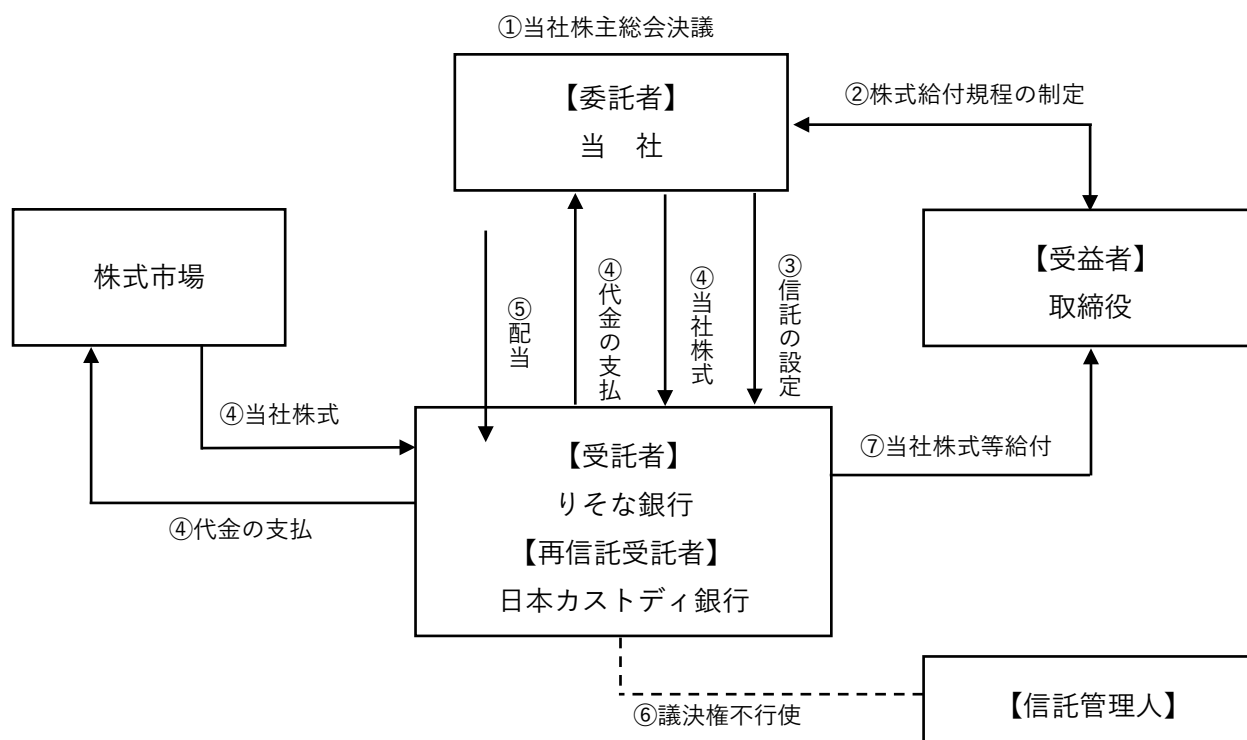 ①当社株主総会決議
【委託者】
当　社
②株式給付規程の制定
株式市場
【受益者】
取締役
⑤配当
④代金の支払
④当社株式
③信託の設定
④当社株式
④代金の支払
【受託者】
りそな銀行
【再信託受託者】
日本カストディ銀行
⑦当社株式等給付
⑥議決権不行使
【信託管理人】